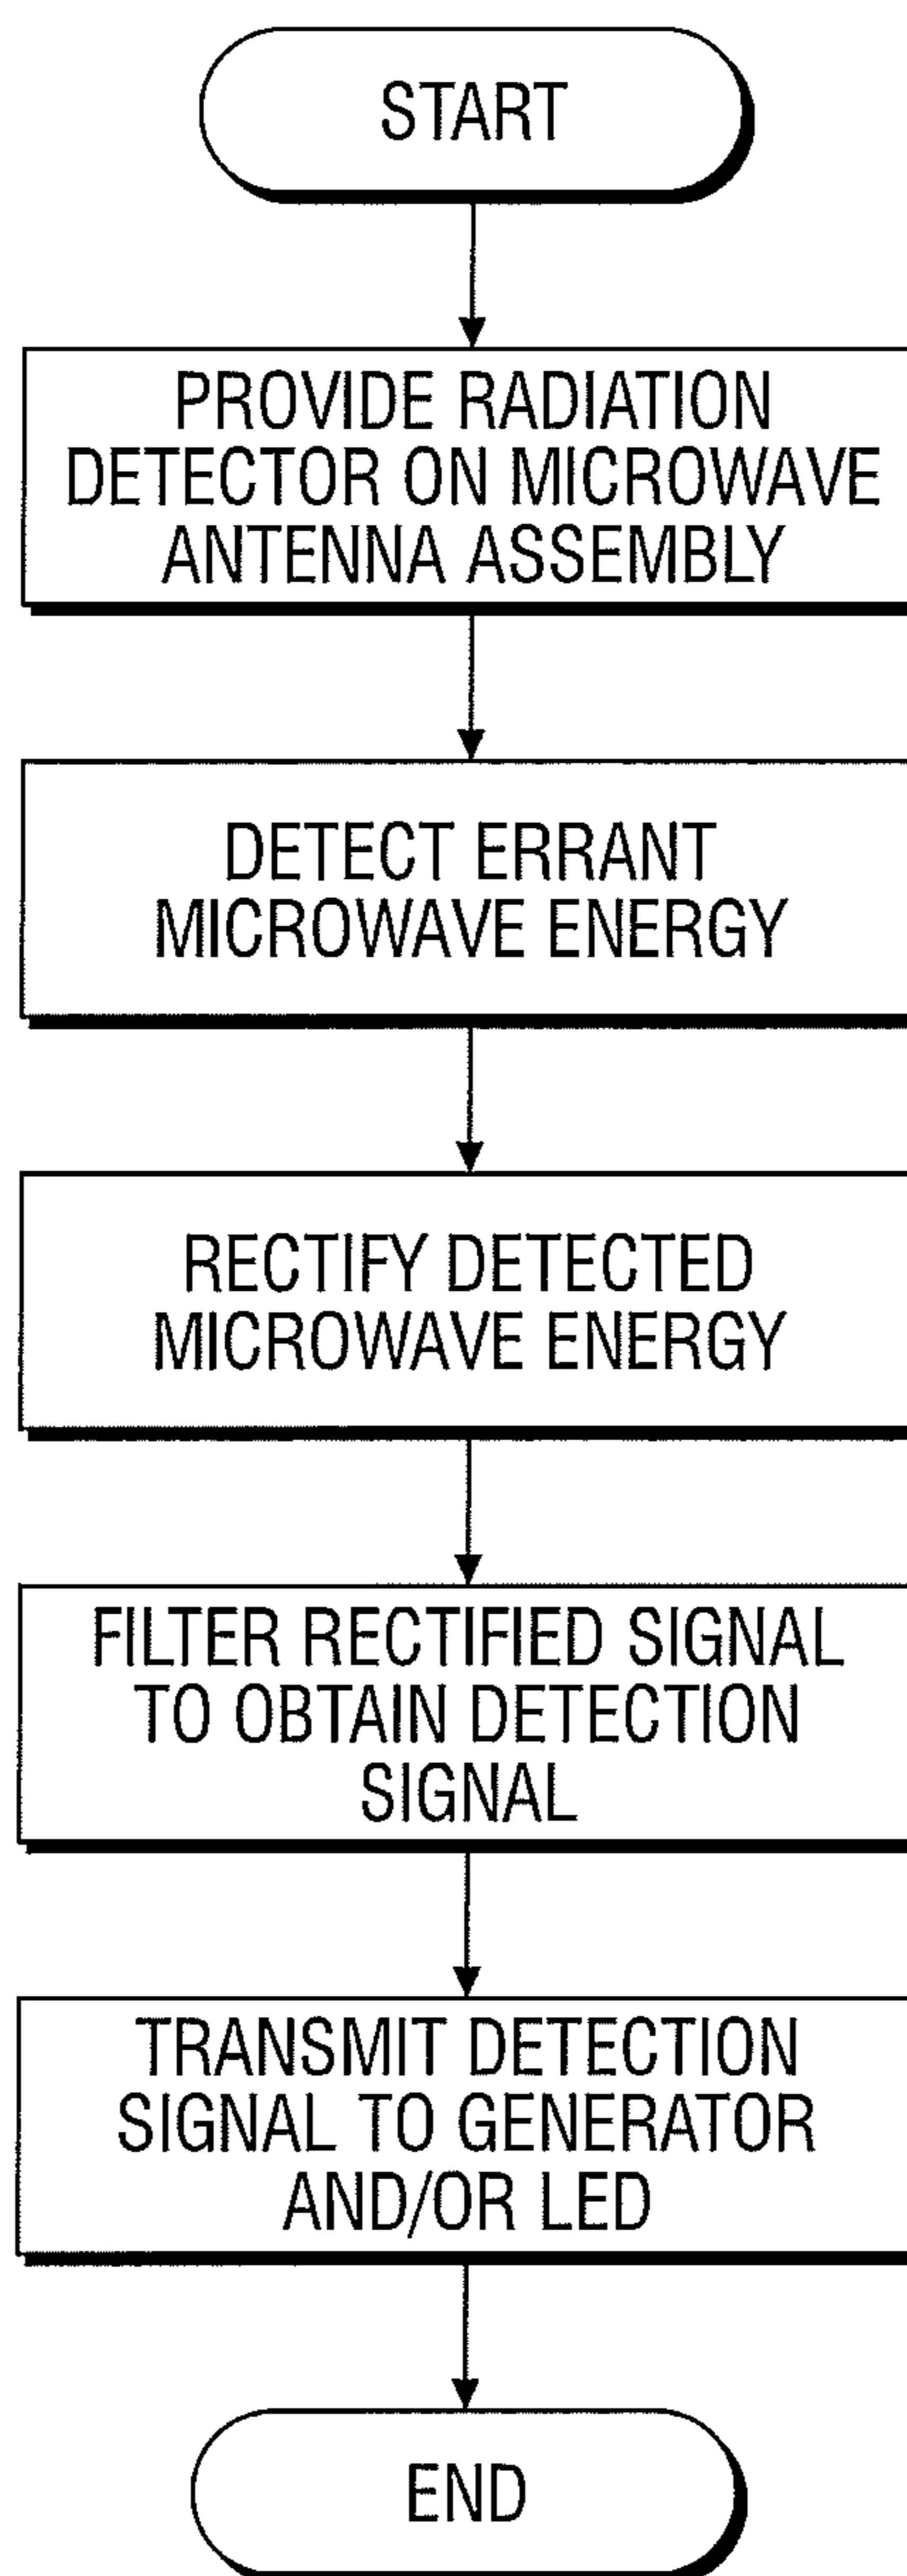 START
PROVIDE RADIATION
DETECTOR ON MICROWAVE
ANTENNA ASSEMBLY
DETECT ERRANT
MICROWAVE ENERGY
RECTIFY DETECTED
MICROWAVE ENERGY
FILTER RECTIFIED SIGNAL
TO OBTAIN DETECTION
SIGNAL
TRANSMIT DETECTION
SIGNAL TO GENERATOR
AND/OR LED
END